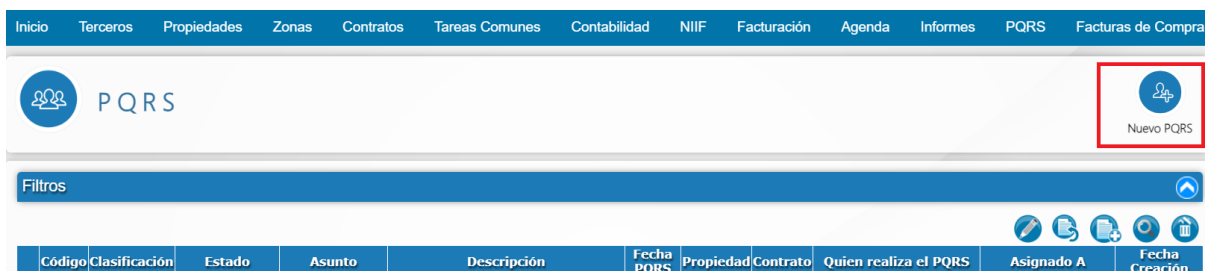 Inicio Terceros Propiedades Zonas Contratos Tareas Comunes Contabilidad NIIF Facturación Agenda Informes PQRS Facturas de Compra
PQRS
Nuevo PQRS
Filtros
Código Clasificación Estado Asunto Descripción Fecha PQRS Propiedad Contrato Quien realiza el PQRS Asignado A Fecha Creación